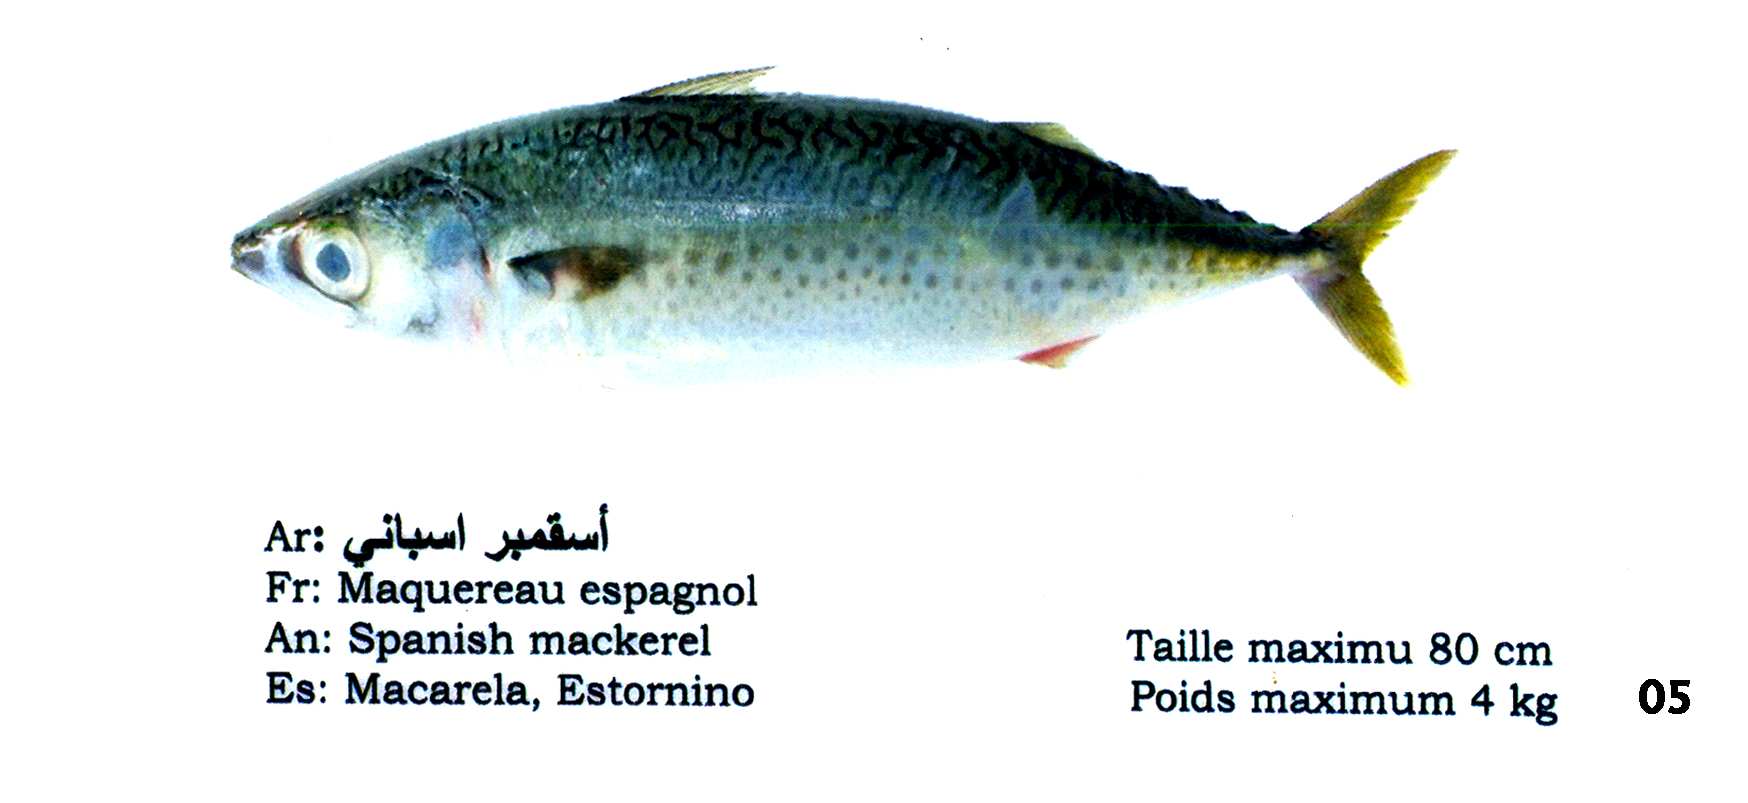 Ar: أسقمبر اسباني
Fr: Maquereau espagnol
An: Spanish mackerel
Es: Macarela, Estornino
Taille maximu 80 cm
Poids maximum 4 kg
05